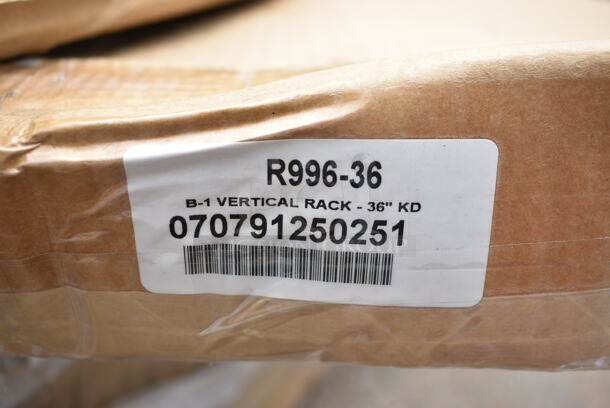 R996-36
B-1 VERTICAL RACK - 36" KD
070791250251